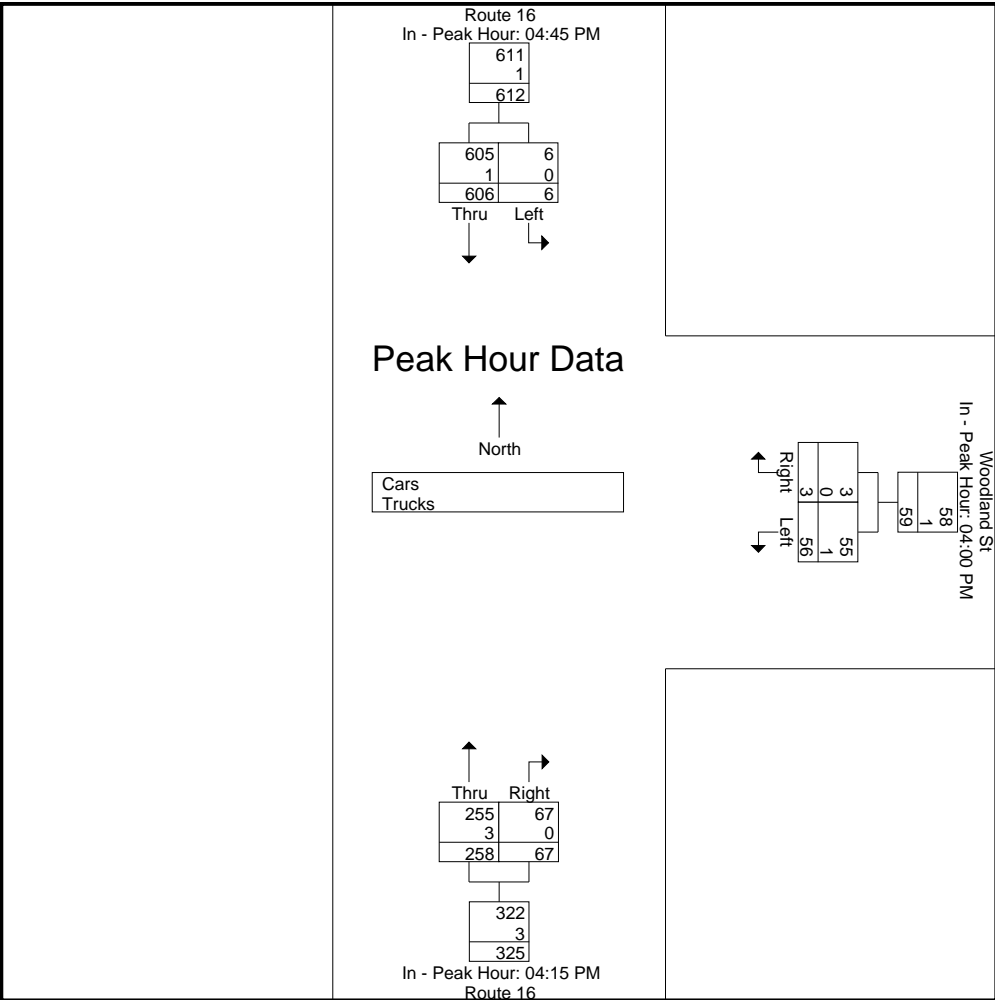 Route 16
In - Peak Hour: 04:45 PM
611
1
612
605 6
1 0
606 6
Thru Left
Peak Hour Data
North
Cars
Trucks
Woodland St
In - Peak Hour: 04:00 PM
58
1
59
3 55
0 1
3 56
Right Left
Thru Right
255 67
3 0
258 67
322
3
325
In - Peak Hour: 04:15 PM
Route 16